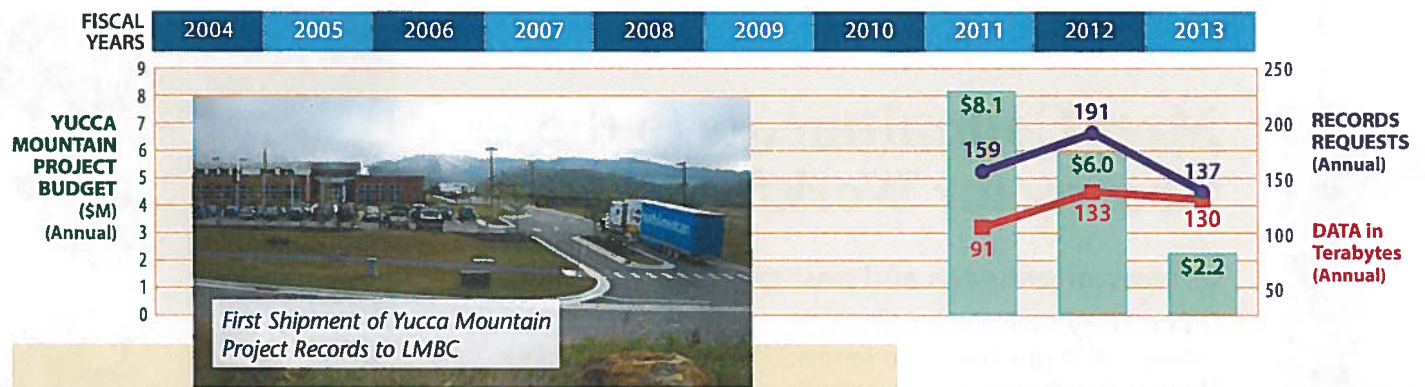 FISCAL
YEARS
2004 2005 2006 2007 2008 2009 2010 2011 2012 2013
YUCCA
MOUNTAIN
PROJECT
BUDGET
($M)
(Annual)
9
8
7
6
5
4
3
2
1
0
First Shipment of Yucca Mountain
Project Records to LMBC
$8.1
$6.0
$2.2
159
191
137
91
133
130
250
200
150
100
50
RECORDS
REQUESTS
(Annual)
DATA in
Terabytes
(Annual)